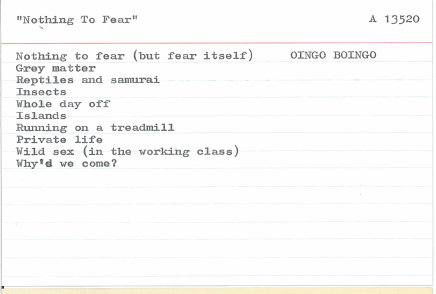 "Nothing To Fear" A 13520
Nothing to fear (but fear itself) OINGO BOINGO
Grey matter
Reptiles and samurai
Insects
Whole day off
Islands
Running on a treadmill
Private life
Wild sex (in the working class)
Why'd we come?